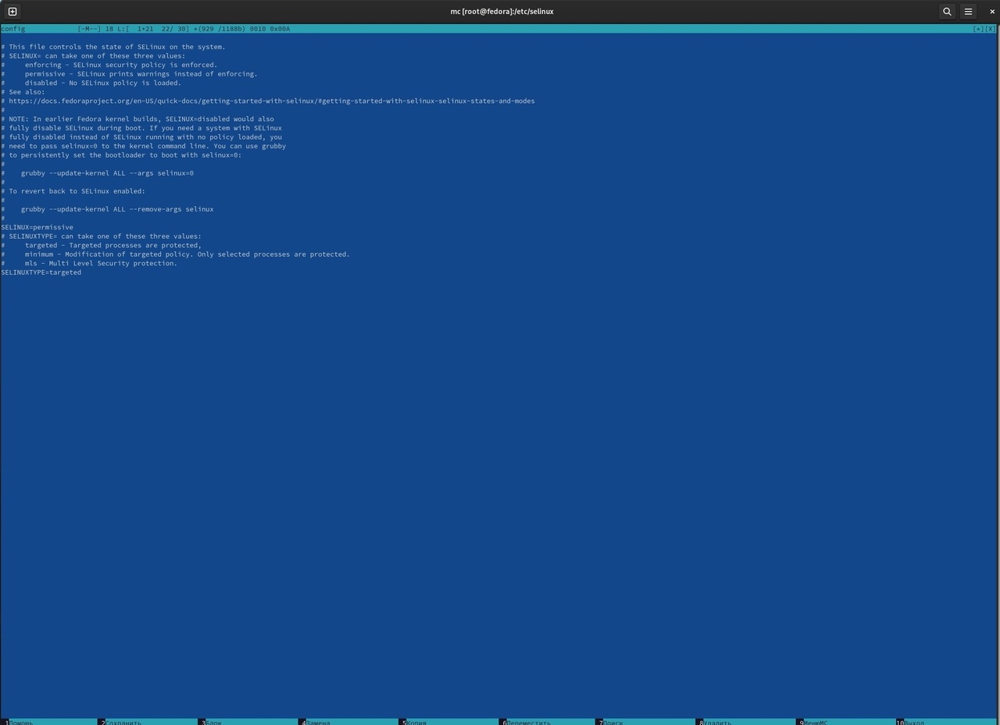 mc [root@fedora]:/etc/selinux
config [-M--] 18 L:[ 1+21 22/ 30] *(929 /1188b) 0010 0x00A [*][X]
# This file controls the state of SELinux on the system.
# SELINUX= can take one of these three values:
#     enforcing - SELinux security policy is enforced.
#     permissive - SELinux prints warnings instead of enforcing.
#     disabled - No SELinux policy is loaded.
# See also:
# https://docs.fedoraproject.org/en-US/quick-docs/getting-started-with-selinux/#getting-started-with-selinux-selinux-states-and-modes
#
# NOTE: In earlier Fedora kernel builds, SELINUX=disabled would also
# fully disable SELinux during boot. If you need a system with SELinux
# fully disabled instead of SELinux running with no policy loaded, you
# need to pass selinux=0 to the kernel command line. You can use grubby
# to persistently set the bootloader to boot with selinux=0:
#
#    grubby --update-kernel ALL --args selinux=0
#
# To revert back to SELinux enabled:
#
#    grubby --update-kernel ALL --remove-args selinux
#
SELINUX=permissive
# SELINUXTYPE= can take one of these three values:
#     targeted - Targeted processes are protected,
#     minimum - Modification of targeted policy. Only selected processes are protected.
#     mls - Multi Level Security protection.
SELINUXTYPE=targeted
1Помощь 2Сохранить 3Блок 4Замена 5Копия 6Переместить 7Поиск 8Удалить 9МенюMC 10Выход